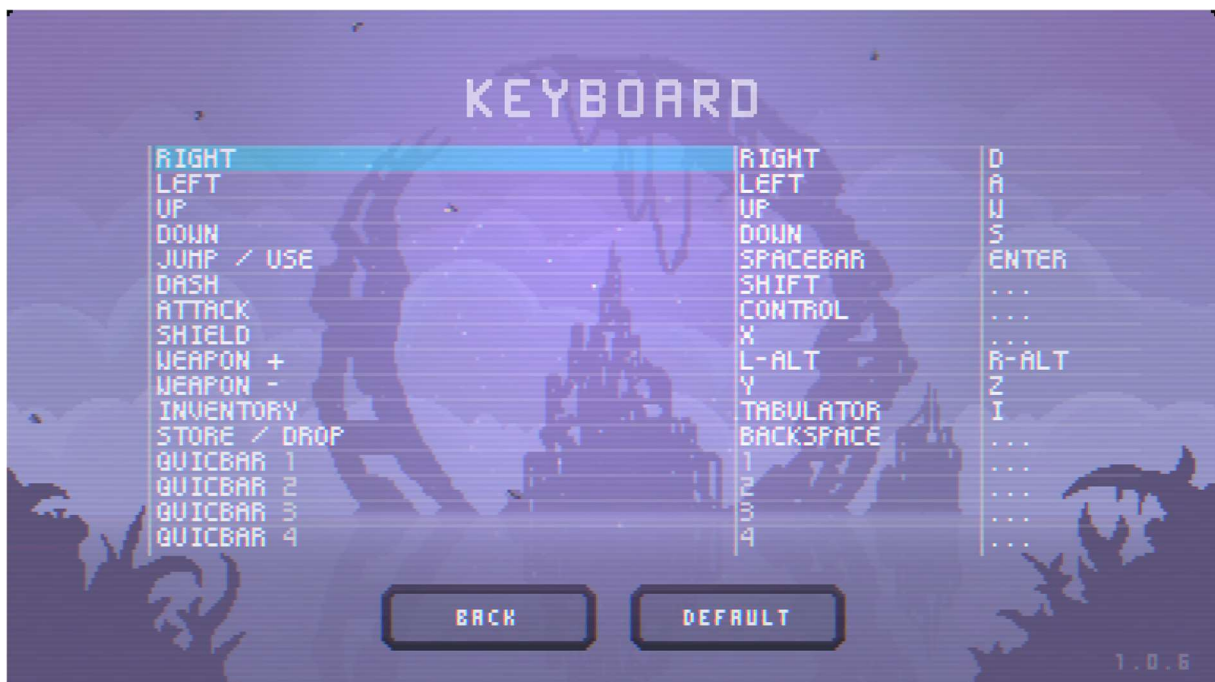 KEYBOARD
RIGHT RIGHT D
LEFT LEFT A
UP UP W
DOWN DOWN S
JUMP / USE SPACEBAR ENTER
DASH SHIFT ...
ATTACK CONTROL ...
SHIELD X ...
WEAPON + L-ALT R-ALT
WEAPON - Y Z
INVENTORY TABULATOR I
STORE / DROP BACKSPACE ...
QUICBAR 1 1 ...
QUICBAR 2 2 ...
QUICBAR 3 3 ...
QUICBAR 4 4 ...
BACK DEFAULT
1.0.6